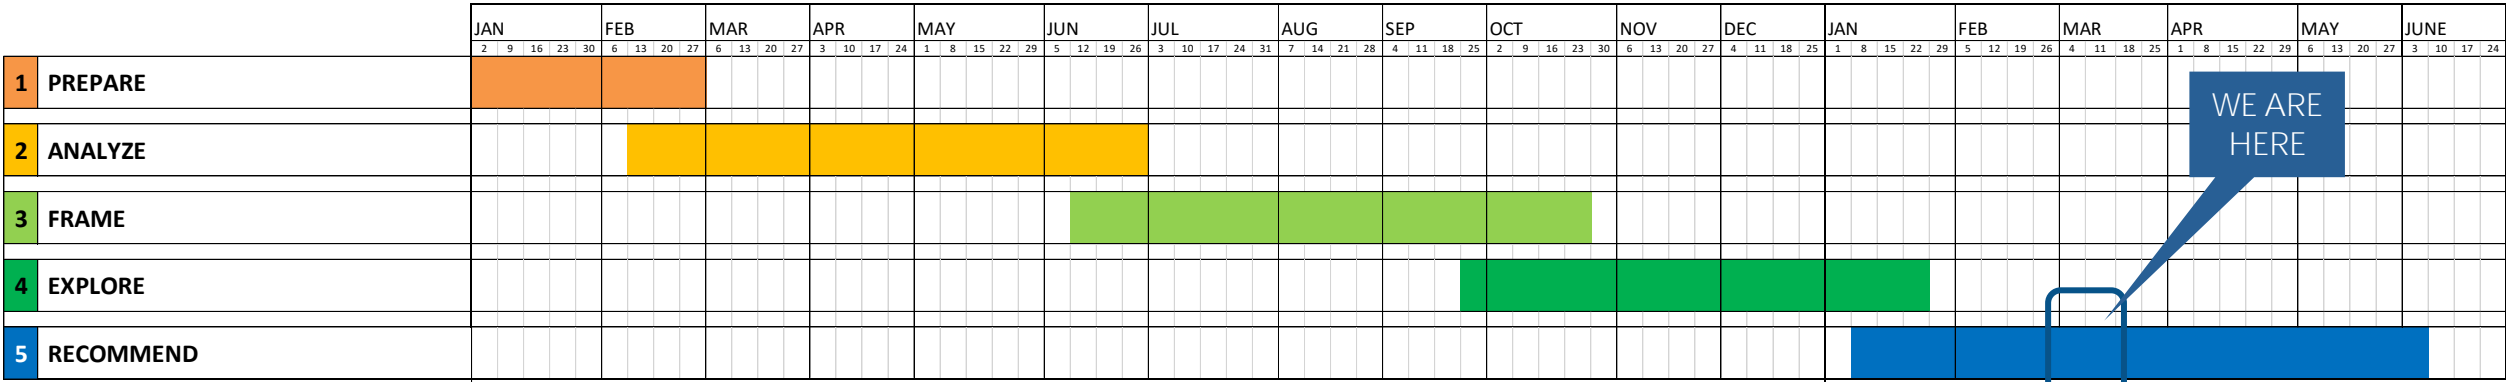 JAN FEB MAR APR MAY JUN JUL AUG SEP OCT NOV DEC JAN FEB MAR APR MAY JUNE
2 9 16 23 30 6 13 20 27 6 13 20 27 3 10 17 24 1 8 15 22 29 5 12 19 26 3 10 17 24 31 7 14 21 28 4 11 18 25 2 9 16 23 30 6 13 20 27 4 11 18 25 1 8 15 22 29 5 12 19 26 4 11 18 25 1 8 15 22 29 6 13 20 27 3 10 17 24
1 PREPARE
WE ARE
HERE
2 ANALYZE
3 FRAME
4 EXPLORE
5 RECOMMEND